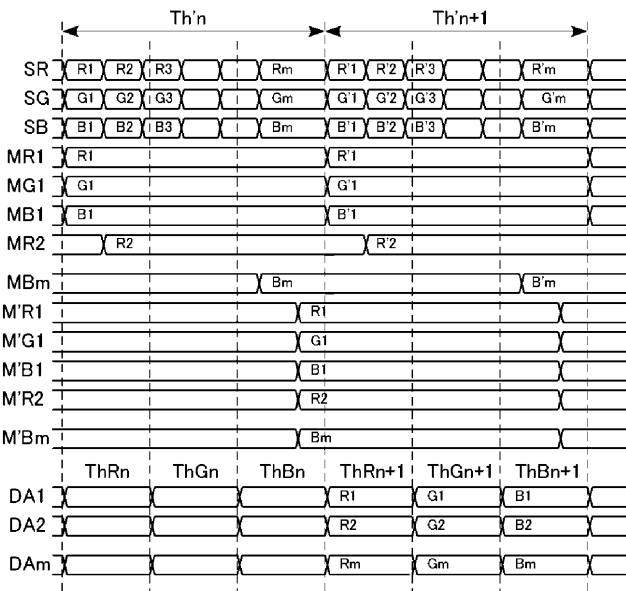 Th'n Th'n+1
SR R1 R2 R3 Rm R'1 R'2 R'3 R'm
SG G1 G2 G3 Gm G'1 G'2 G'3 G'm
SB B1 B2 B3 Bm B'1 B'2 B'3 B'm
MR1 R1 R'1
MG1 G1 G'1
MB1 B1 B'1
MR2 R2 R'2
MBm Bm B'm
M'R1 R1
M'G1 G1
M'B1 B1
M'R2 R2
M'Bm Bm
ThRn ThGn ThBn ThRn+1 ThGn+1 ThBn+1
DA1 R1 G1 B1
DA2 R2 G2 B2
DAm Rm Gm Bm